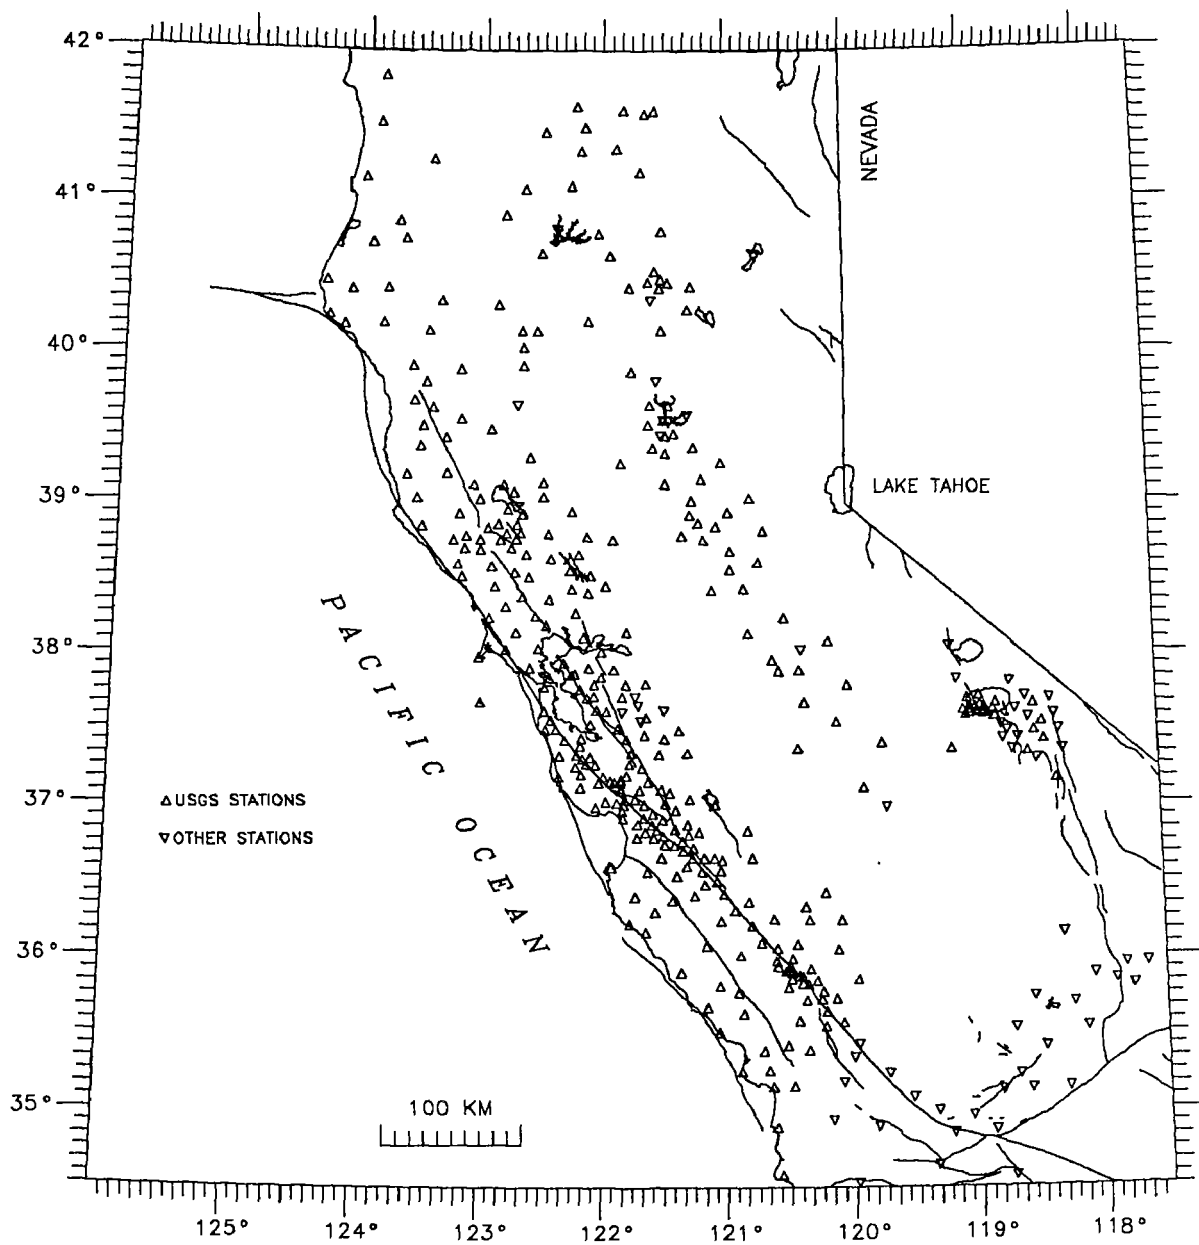 42°
41°
40°
39°
38°
37°
36°
35°
NEVADA
LAKE TAHOE
PACIFIC OCEAN
USGS STATIONS
OTHER STATIONS
100 KM
125° 124° 123° 122° 121° 120° 119° 118°